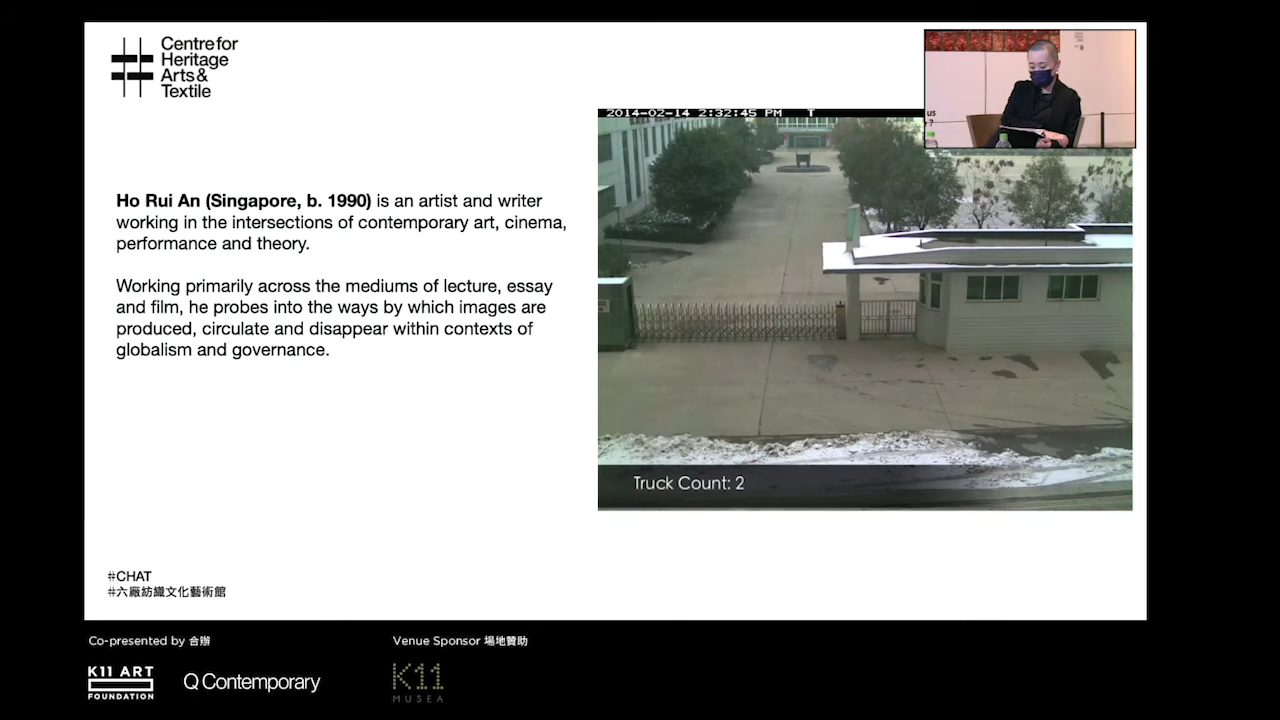 Centre for
Heritage
Arts &
Textile
2014-02-14 2:32:45 PM T
us
?
Ho Rui An (Singapore, b. 1990) is an artist and writer
working in the intersections of contemporary art, cinema,
performance and theory.
Working primarily across the mediums of lecture, essay
and film, he probes into the ways by which images are
produced, circulate and disappear within contexts of
globalism and governance.
Truck Count: 2
#CHAT
#六廠紡織文化藝術館
Co-presented by 合辦
Venue Sponsor 場地贊助
K11 ART
FOUNDATION
Q Contemporary
K11
MUSEA